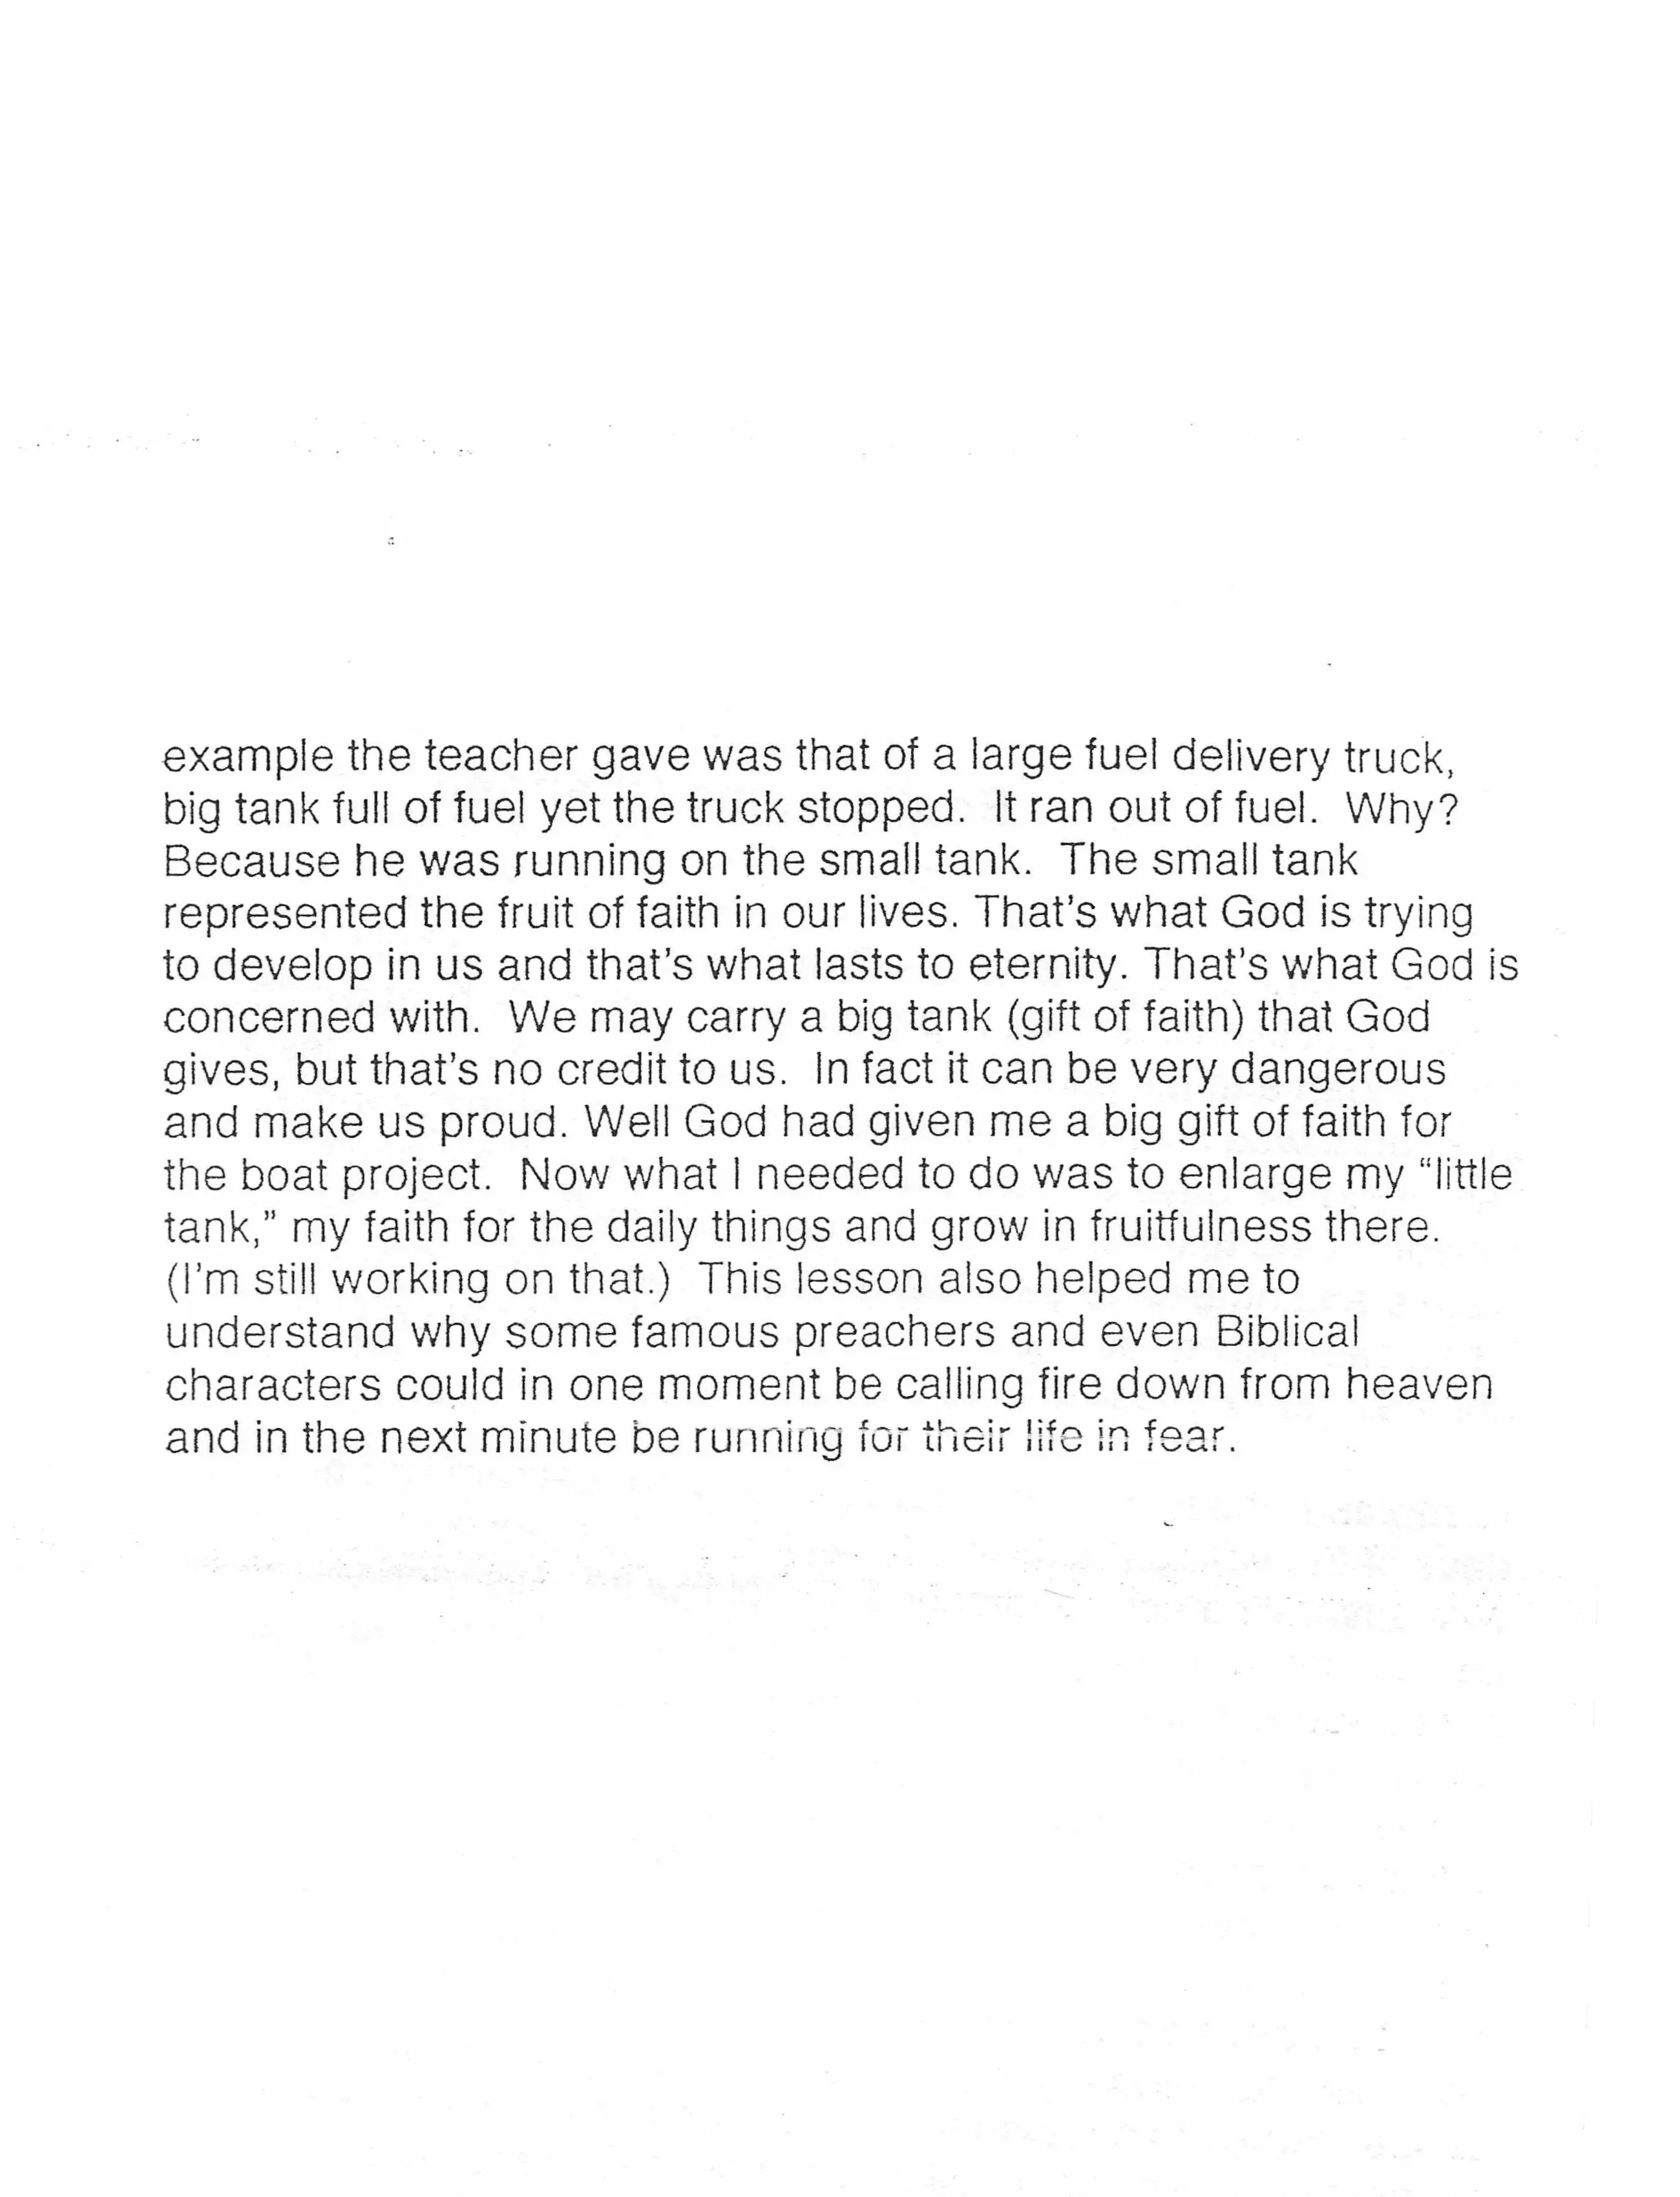 example the teacher gave was that of a large fuel delivery truck,
big tank full of fuel yet the truck stopped.  It ran out of fuel.  Why?
Because he was running on the small tank.  The small tank
represented the fruit of faith in our lives. That's what God is trying
to develop in us and that's what lasts to eternity. That's what God is
concerned with.  We may carry a big tank (gift of faith) that God
gives, but that's no credit to us.  In fact it can be very dangerous
and make us proud. Well God had given me a big gift of faith for
the boat project.  Now what I needed to do was to enlarge my “little
tank,” my faith for the daily things and grow in fruitfulness there.
(I'm still working on that.)  This lesson also helped me to
understand why some famous preachers and even Biblical
characters could in one moment be calling fire down from heaven
and in the next minute be running for their life in fear.